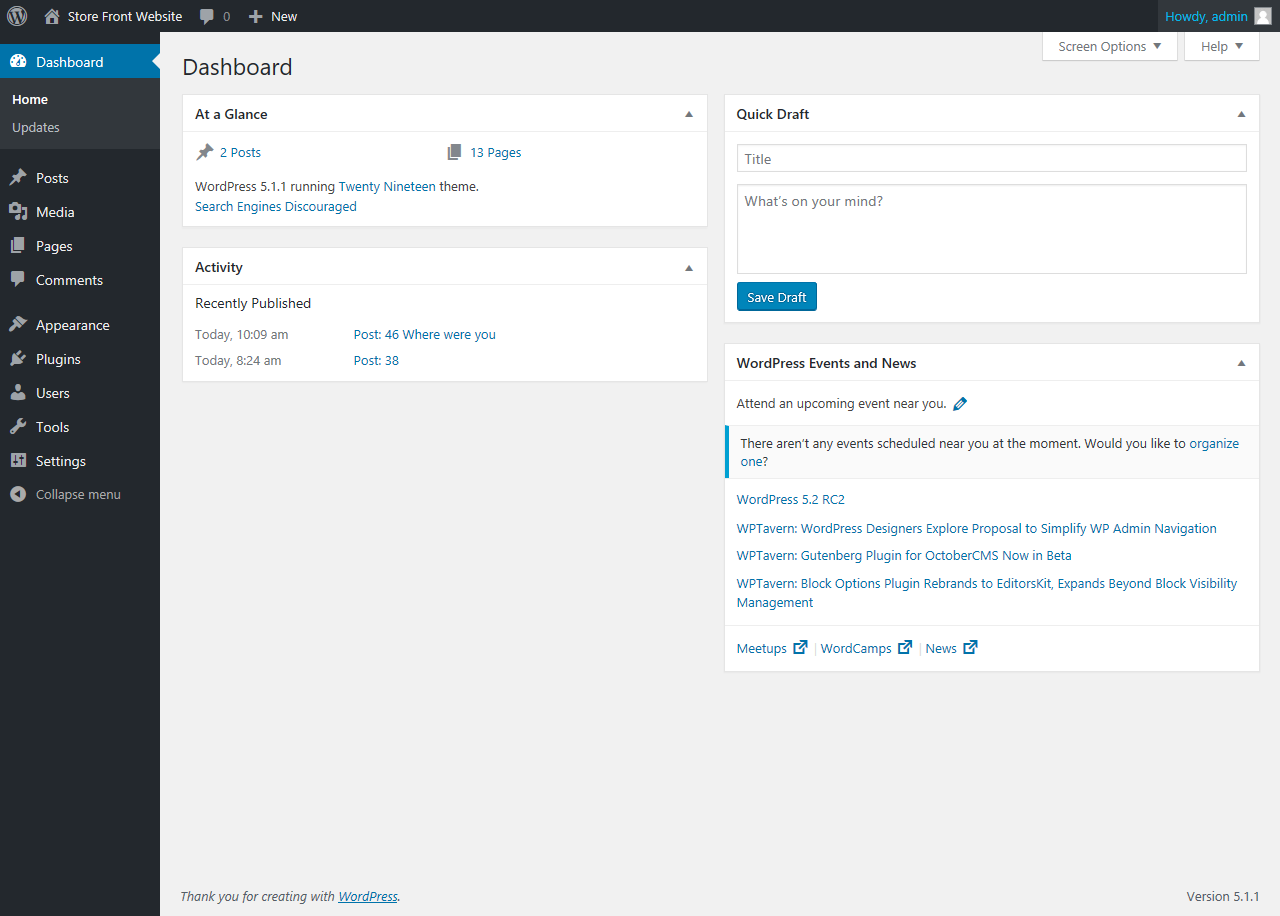 Store Front Website 0 New Howdy, admin
Screen Options Help
Dashboard
Home
Updates
Posts
Media
Pages
Comments
Appearance
Plugins
Users
Tools
Settings
Collapse menu
Dashboard
At a Glance
2 Posts 13 Pages
WordPress 5.1.1 running Twenty Nineteen theme.
Search Engines Discouraged
Activity
Recently Published
Today, 10:09 am Post: 46 Where were you
Today, 8:24 am Post: 38
Quick Draft
Title
What's on your mind?
Save Draft
WordPress Events and News
Attend an upcoming event near you.
There aren't any events scheduled near you at the moment. Would you like to organize
one?
WordPress 5.2 RC2
WPTavern: WordPress Designers Explore Proposal to Simplify WP Admin Navigation
WPTavern: Gutenberg Plugin for OctoberCMS Now in Beta
WPTavern: Block Options Plugin Rebrands to EditorsKit, Expands Beyond Block Visibility
Management
Meetups | WordCamps | News
Thank you for creating with WordPress. Version 5.1.1